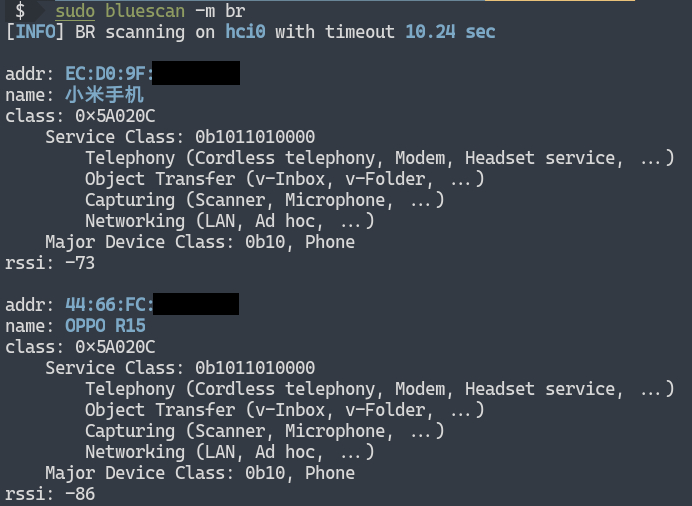 $ sudo bluescan -m br
[INFO] BR scanning on hci0 with timeout 10.24 sec
addr: EC:D0:9F:
name: 小米手机
class: 0×5A020C
Service Class: 0b1011010000
Telephony (Cordless telephony, Modem, Headset service, ...)
Object Transfer (v-Inbox, v-Folder, ...)
Capturing (Scanner, Microphone, ...)
Networking (LAN, Ad hoc, ...)
Major Device Class: 0b10, Phone
rssi: -73
addr: 44:66:FC:
name: OPPO R15
class: 0×5A020C
Service Class: 0b1011010000
Telephony (Cordless telephony, Modem, Headset service, ...)
Object Transfer (v-Inbox, v-Folder, ...)
Capturing (Scanner, Microphone, ...)
Networking (LAN, Ad hoc, ...)
Major Device Class: 0b10, Phone
rssi: -86